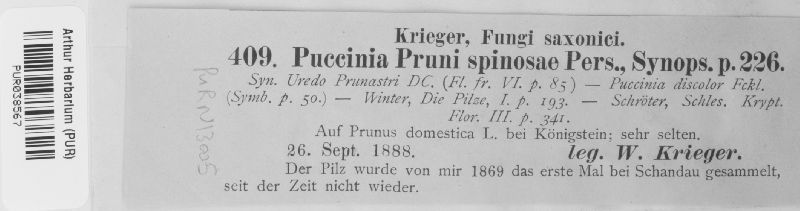 Arthur Herbarium (PUR)
PUR038567
PUR N13005
Krieger, Fungi saxonici.
409. Puccinia Pruni spinosae Pers., Synops. p. 226.
Syn. Uredo Prunastri DC. (Fl. fr. VI. p. 85) — Puccinia discolor Fckl.
(Symb. p. 50.) — Winter, Die Pilze, I. p. 193. — Schröter, Schles. Krypt.
Flor. III. p. 341.
Auf Prunus domestica L. bei Königstein; sehr selten.
26. Sept. 1888. leg. W. Krieger.
Der Pilz wurde von mir 1869 das erste Mal bei Schandau gesammelt,
seit der Zeit nicht wieder.